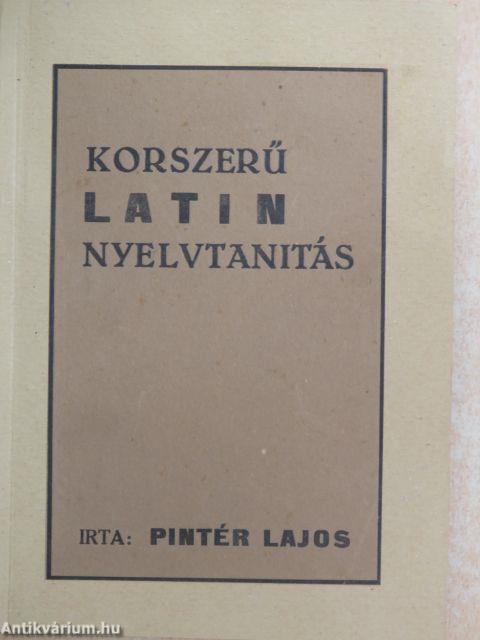 KORSZERŰ
LATIN
NYELVTANITÁS
IRTA: PINTÉR LAJOS
Antikvárium.hu